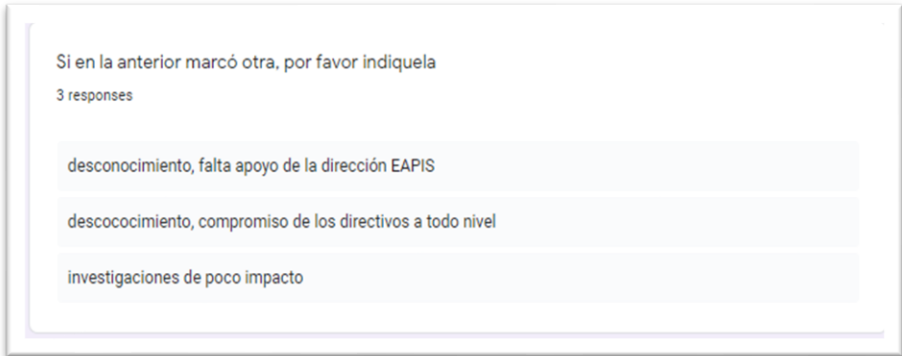 Si en la anterior marcó otra, por favor indiquela
3 responses
desconocimiento, falta apoyo de la dirección EAPIS
descococimiento, compromiso de los directivos a todo nivel
investigaciones de poco impacto